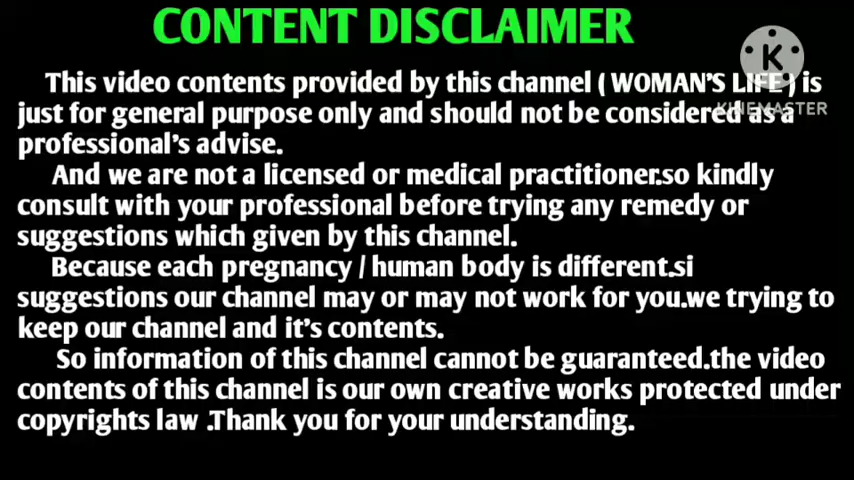 CONTENT DISCLAIMER
K
KINEMASTER
This video contents provided by this channel ( WOMAN'S LIFE ) is
just for general purpose only and should not be considered as a
professional's advise.
And we are not a licensed or medical practitioner.so kindly
consult with your professional before trying any remedy or
suggestions which given by this channel.
Because each pregnancy / human body is different.si
suggestions our channel may or may not work for you.we trying to
keep our channel and it's contents.
So information of this channel cannot be guaranteed.the video
contents of this channel is our own creative works protected under
copyrights law .Thank you for your understanding.